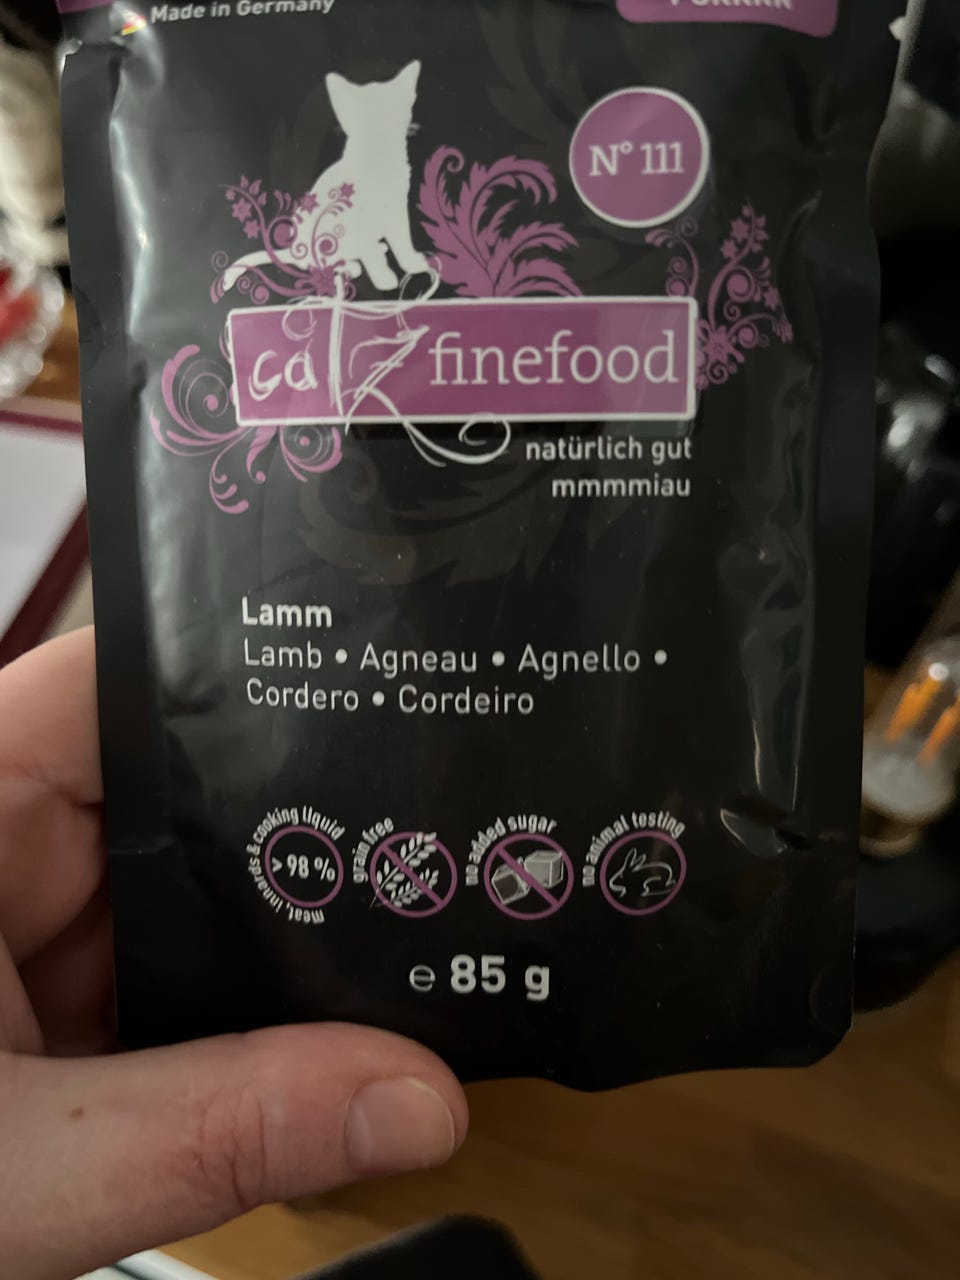 Made in Germany
N° 111
catz finefood
natürlich gut
mmmmiau
Lamm
Lamb • Agneau • Agnello •
Cordero • Cordeiro
meat, innards & cooking liquid
> 98 %
grain free
no added sugar
no animal testing
e 85 g